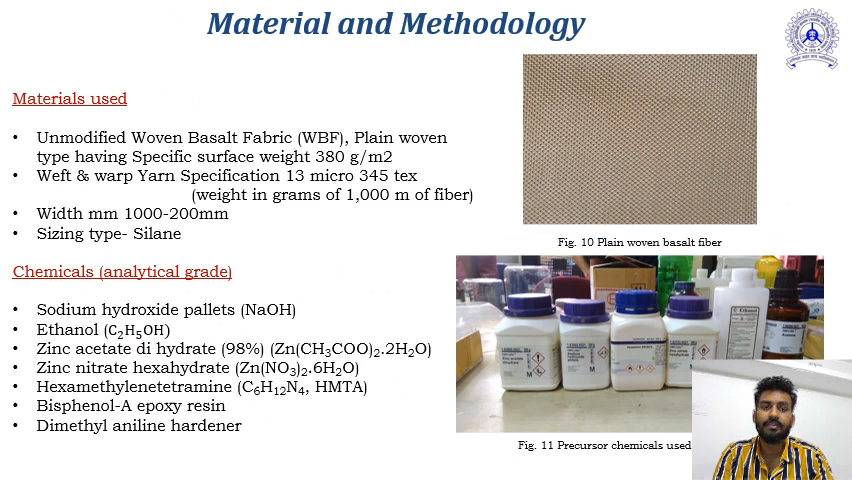 Material and Methodology
Materials used
• Unmodified Woven Basalt Fabric (WBF), Plain woven
type having Specific surface weight 380 g/m2
• Weft & warp Yarn Specification 13 micro 345 tex
(weight in grams of 1,000 m of fiber)
• Width mm 1000-200mm
• Sizing type- Silane
Chemicals (analytical grade)
• Sodium hydroxide pallets (NaOH)
• Ethanol (C₂H₅OH)
• Zinc acetate di hydrate (98%) (Zn(CH₃COO)₂.2H₂O)
• Zinc nitrate hexahydrate (Zn(NO₃)₂.6H₂O)
• Hexamethylenetetramine (C₆H₁₂N₄, HMTA)
• Bisphenol-A epoxy resin
• Dimethyl aniline hardener
Fig. 10 Plain woven basalt fiber
Ethanol
Fig. 11 Precursor chemicals used